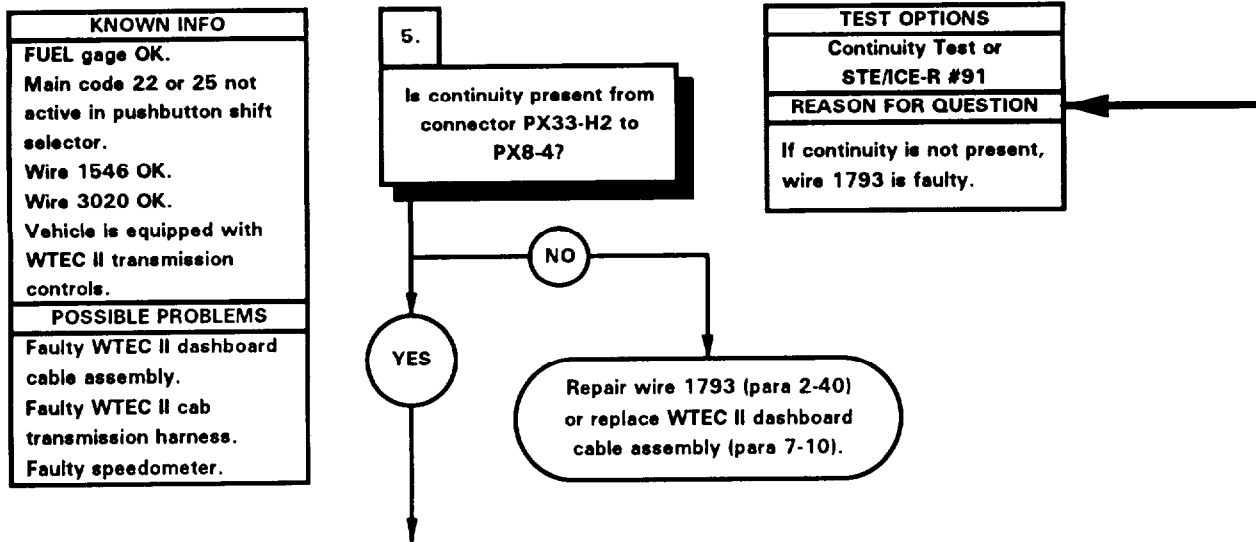 KNOWN INFO
FUEL gage OK.
Main code 22 or 25 not
active in pushbutton shift
selector.
Wire 1546 OK.
Wire 3020 OK.
Vehicle is equipped with
WTEC II transmission
controls.
POSSIBLE PROBLEMS
Faulty WTEC II dashboard
cable assembly.
Faulty WTEC II cab
transmission harness.
Faulty speedometer.
5.
Is continuity present from
connector PX33-H2 to
PX8-4?
NO
YES
Repair wire 1793 (para 2-40)
or replace WTEC II dashboard
cable assembly (para 7-10).
TEST OPTIONS
Continuity Test or
STE/ICE-R #91
REASON FOR QUESTION
If continuity is not present,
wire 1793 is faulty.